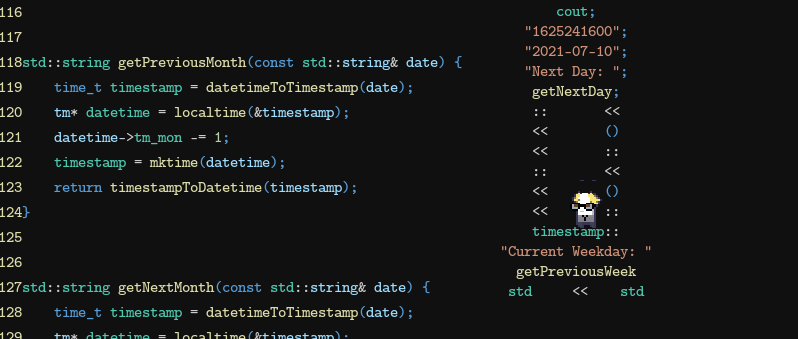 116
117
118std::string getPreviousMonth(const std::string& date) {
119    time_t timestamp = datetimeToTimestamp(date);
120    tm* datetime = localtime(&timestamp);
121    datetime->tm_mon -= 1;
122    timestamp = mktime(datetime);
123    return timestampToDatetime(timestamp);
124}
125
126
127std::string getNextMonth(const std::string& date) {
128    time_t timestamp = datetimeToTimestamp(date);
129    tm* datetime = localtime(&timestamp);
cout;
"1625241600";
"2021-07-10";
"Next Day: ";
getNextDay;
::       <<
<<       ()
<<       ::
::       <<
<<       ()
<<       ::
timestamp::
"Current Weekday: "
getPreviousWeek
std     <<    std